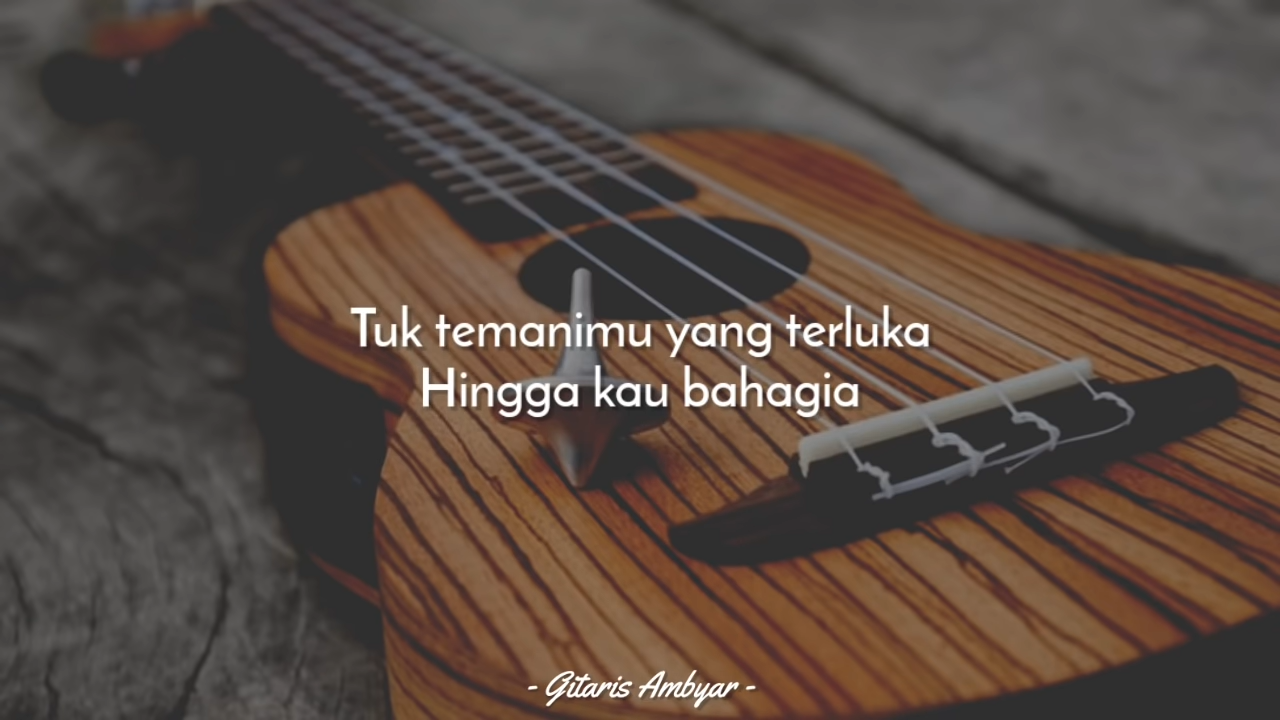 Tuk temanimu yang terluka
Hingga kau bahagia
- Gitaris Ambyar -